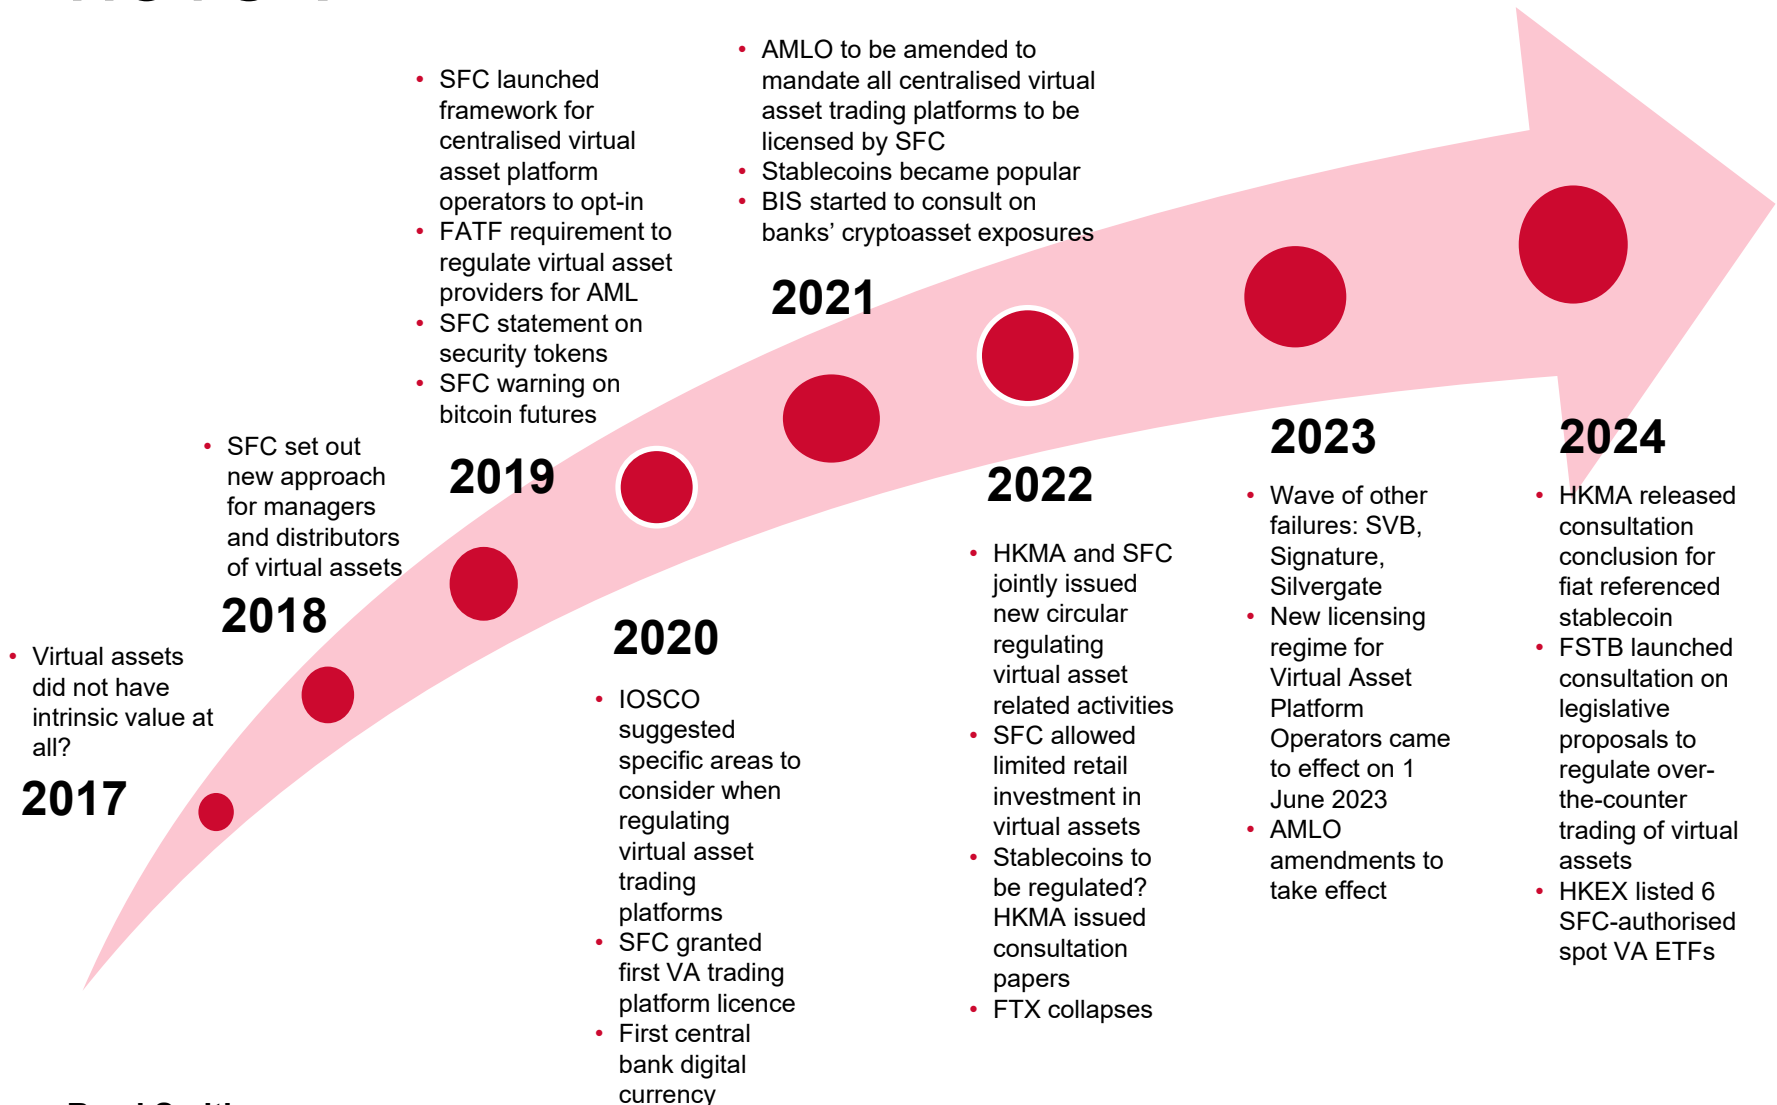 • Virtual assets
did not have
intrinsic value at
all?
2017
• SFC set out
new approach
for managers
and distributors
of virtual assets
2018
• SFC launched
framework for
centralised virtual
asset platform
operators to opt-in
• FATF requirement to
regulate virtual asset
providers for AML
• SFC statement on
security tokens
• SFC warning on
bitcoin futures
2019
2020
• IOSCO
suggested
specific areas to
consider when
regulating
virtual asset
trading
platforms
• SFC granted
first VA trading
platform licence
• First central
bank digital
currency
• AMLO to be amended to
mandate all centralised virtual
asset trading platforms to be
licensed by SFC
• Stablecoins became popular
• BIS started to consult on
banks’ cryptoasset exposures
2021
2022
• HKMA and SFC
jointly issued
new circular
regulating
virtual asset
related activities
• SFC allowed
limited retail
investment in
virtual assets
• Stablecoins to
be regulated?
HKMA issued
consultation
papers
• FTX collapses
2023
• Wave of other
failures: SVB,
Signature,
Silvergate
• New licensing
regime for
Virtual Asset
Platform
Operators came
to effect on 1
June 2023
• AMLO
amendments to
take effect
2024
• HKMA released
consultation
conclusion for
fiat referenced
stablecoin
• FSTB launched
consultation on
legislative
proposals to
regulate over-
the-counter
trading of virtual
assets
• HKEX listed 6
SFC-authorised
spot VA ETFs